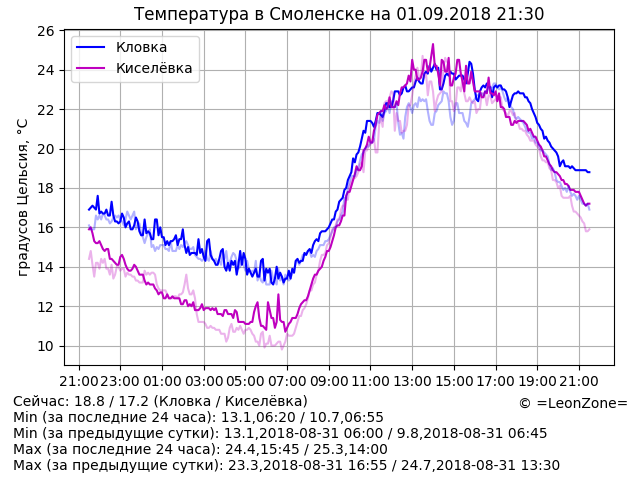 Температура в Смоленске на 01.09.2018 21:30
26
24
22
20
18
16
14
12
10
градусов Цельсия, °C
Кловка
Киселёвка
21:00 23:00 01:00 03:00 05:00 07:00 09:00 11:00 13:00 15:00 17:00 19:00 21:00
Сейчас: 18.8 / 17.2 (Кловка / Киселёвка)
© =LeonZone=
Min (за последние 24 часа): 13.1,06:20 / 10.7,06:55
Min (за предыдущие сутки): 13.1,2018-08-31 06:00 / 9.8,2018-08-31 06:45
Max (за последние 24 часа): 24.4,15:45 / 25.3,14:00
Max (за предыдущие сутки): 23.3,2018-08-31 16:55 / 24.7,2018-08-31 13:30